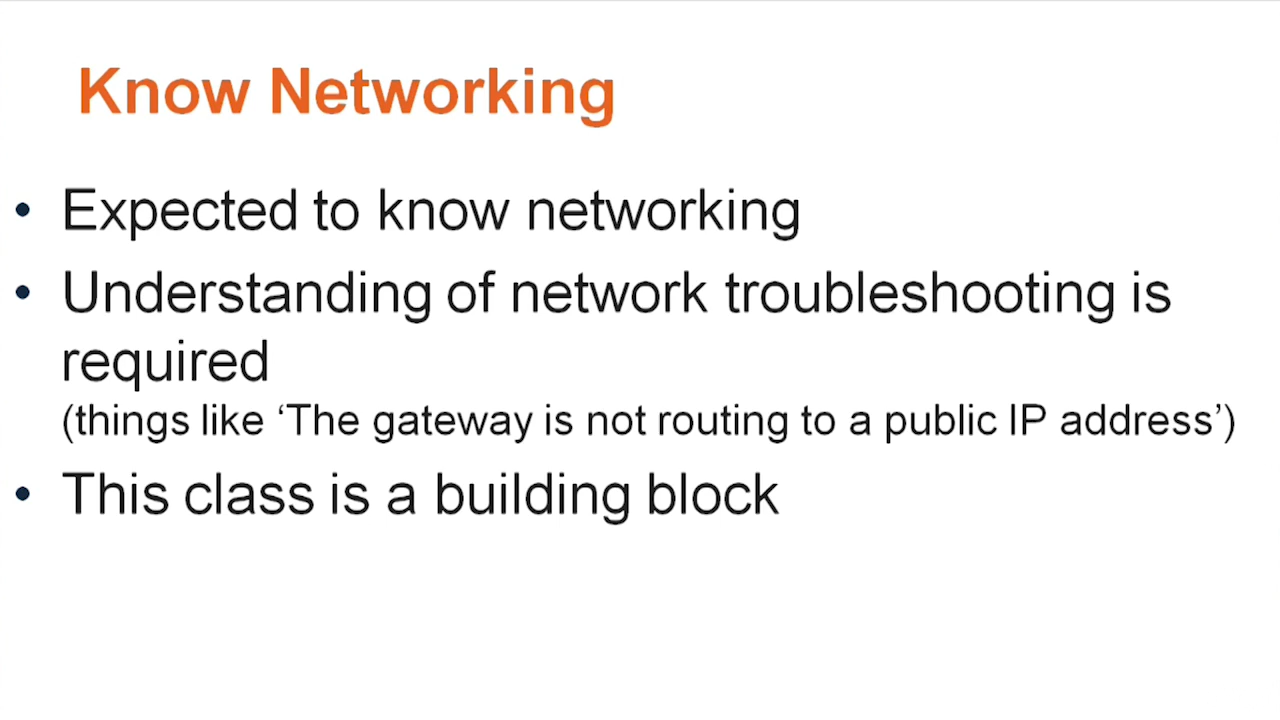 Know Networking
• Expected to know networking
• Understanding of network troubleshooting is
required
(things like ‘The gateway is not routing to a public IP address’)
• This class is a building block